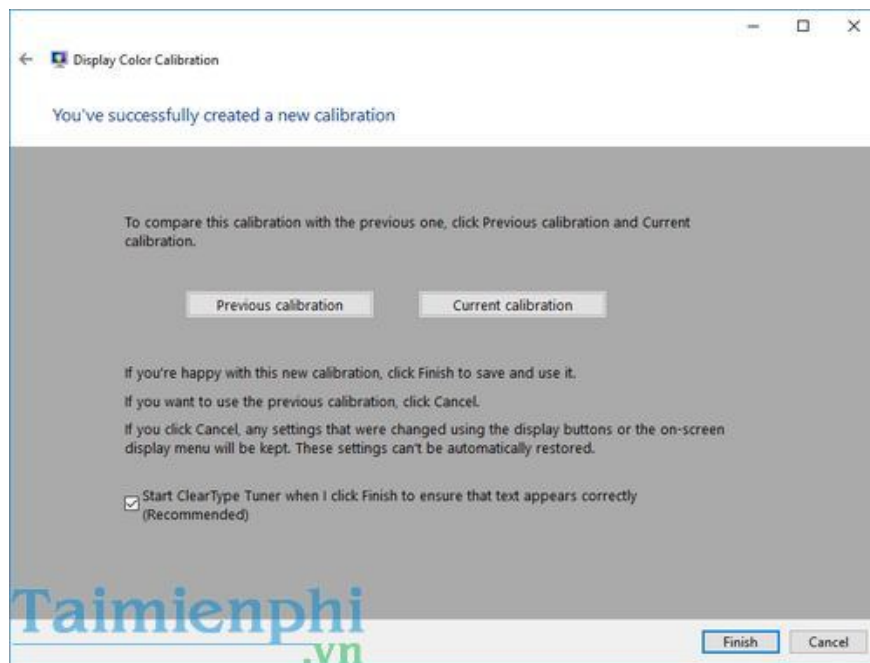 Display Color Calibration
You've successfully created a new calibration
To compare this calibration with the previous one, click Previous calibration and Current
calibration.
Previous calibration
Current calibration
If you're happy with this new calibration, click Finish to save and use it.
If you want to use the previous calibration, click Cancel.
If you click Cancel, any settings that were changed using the display buttons or the on-screen
display menu will be kept. These settings can't be automatically restored.
Start ClearType Tuner when I click Finish to ensure that text appears correctly
(Recommended)
Taimienphi
.vn
Finish
Cancel